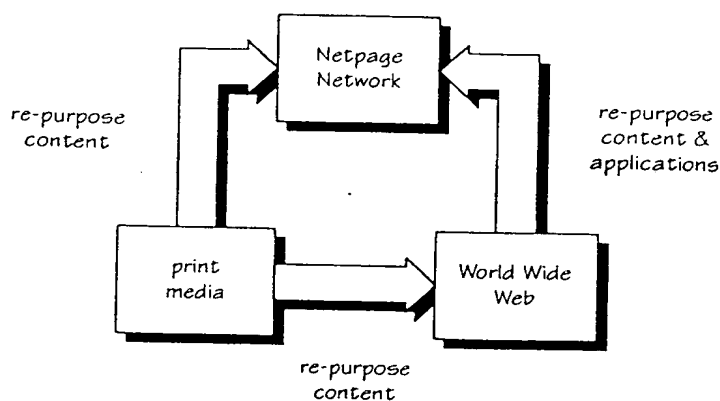 Netpage
Network
re-purpose
content
re-purpose
content &
applications
print
media
World Wide
Web
re-purpose
content